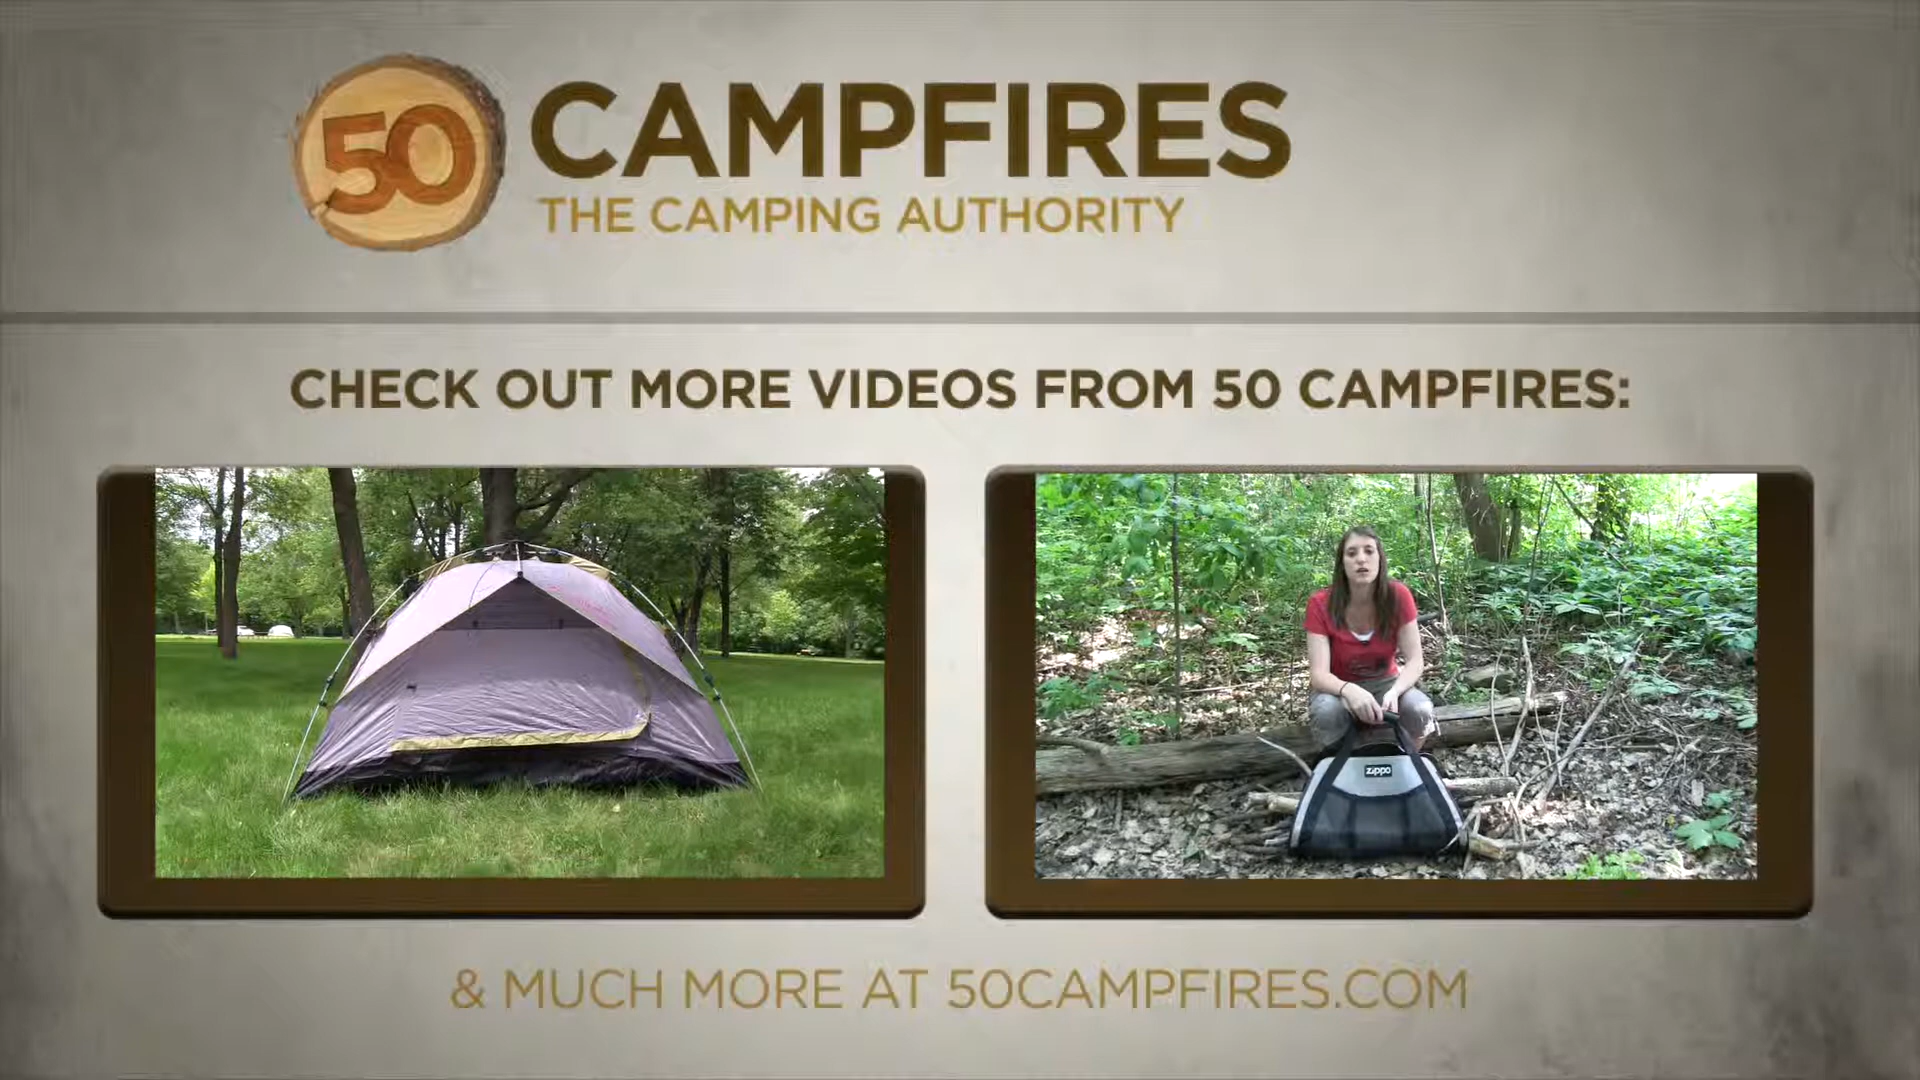 50
CAMPFIRES
THE CAMPING AUTHORITY
CHECK OUT MORE VIDEOS FROM 50 CAMPFIRES:
zippo
& MUCH MORE AT 50CAMPFIRES.COM